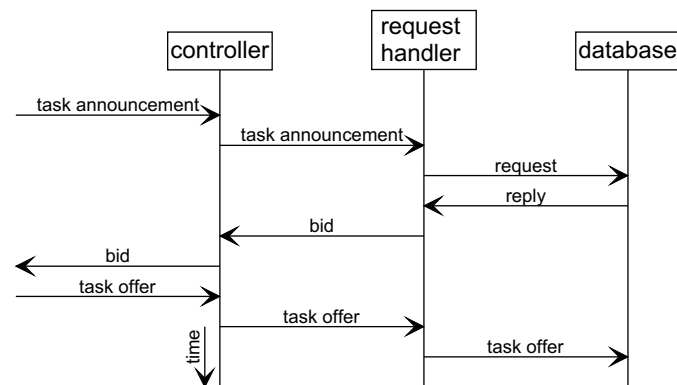 controller
request
handler
database
task announcement
task announcement
request
reply
bid
bid
task offer
task offer
time
task offer